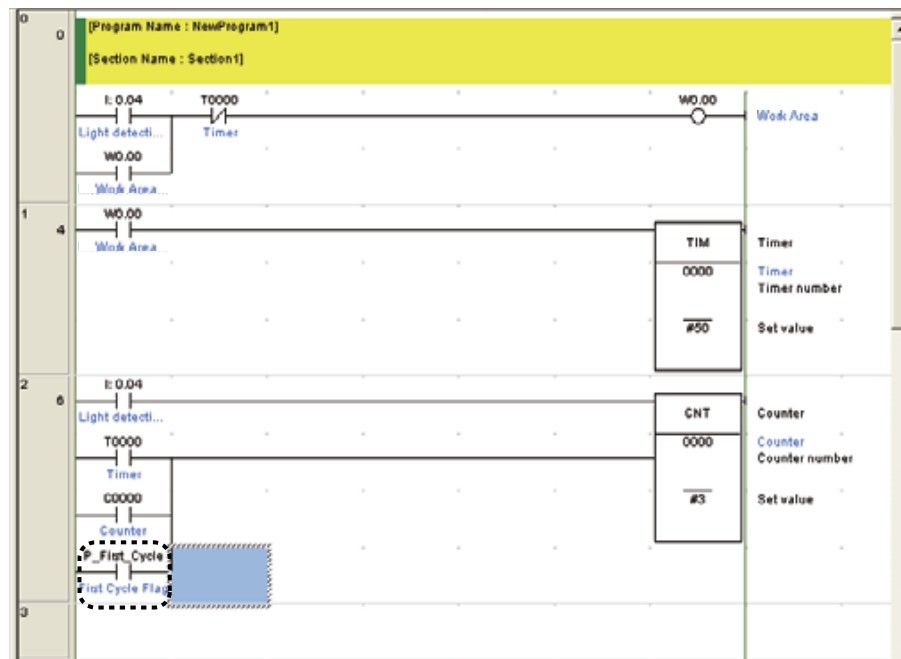 0
0
[Program Name : NewProgram1]
[Section Name : Section1]
I: 0.04
T0000
W0.00
Work Area
Light detecti...
Timer
W0.00
Work Area
1
4
W0.00
Work Area
TIM
Timer
0000
Timer
Timer number
#50
Set value
2
6
I: 0.04
Light detecti...
CNT
Counter
T0000
0000
Counter
Timer
Counter number
C0000
#3
Set value
Counter
P_First_Cycle
First Cycle Flag
3